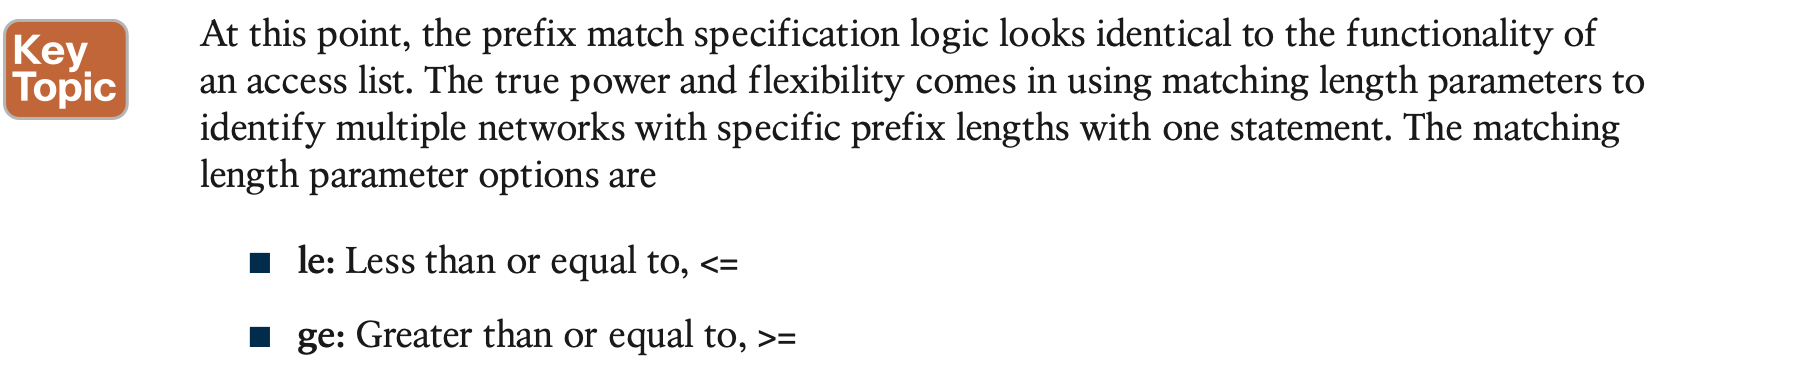 Key
Topic
At this point, the prefix match specification logic looks identical to the functionality of
an access list. The true power and flexibility comes in using matching length parameters to
identify multiple networks with specific prefix lengths with one statement. The matching
length parameter options are
■ le: Less than or equal to, <=
■ ge: Greater than or equal to, >=